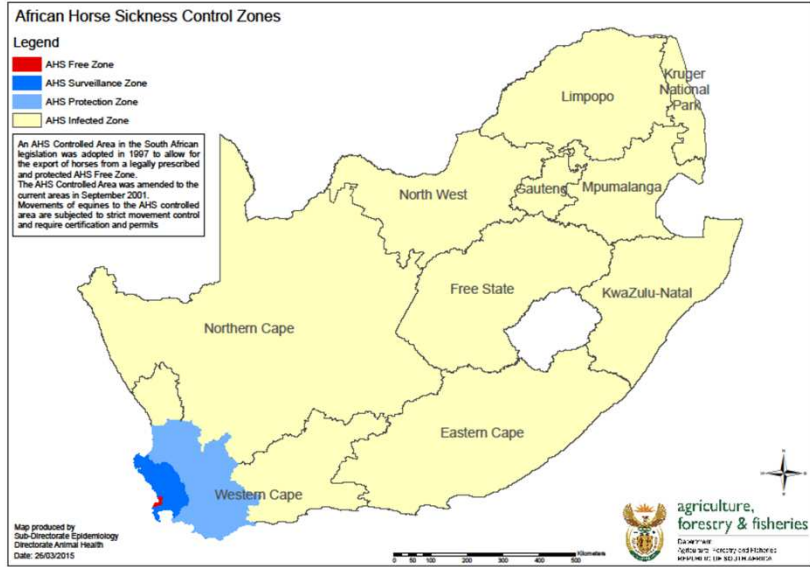 African Horse Sickness Control Zones
Legend
AHS Free Zone
AHS Surveillance Zone
AHS Protection Zone
AHS Infected Zone
An AHS Controlled Area in the South African
legislation was adopted in 1997 to allow for
the export of horses from a legally prescribed
and protected AHS Free Zone.
The AHS Controlled Area was amended to the
current areas in September 2001.
Movements of equines to the AHS controlled
area are subjected to strict movement control
and require certification and permits
Limpopo
Kruger
National
Park
North West
Gauteng
Mpumalanga
Free State
KwaZulu-Natal
Northern Cape
Eastern Cape
Western Cape
Map produced by
Sub-Directorate Epidemiology
Directorate Animal Health
Date: 26/03/2015
0 50 100 200 300 400 500
Kilometers
agriculture,
forestry & fisheries
Department:
Agriculture, Forestry and Fisheries
REPUBLIC OF SOUTH AFRICA